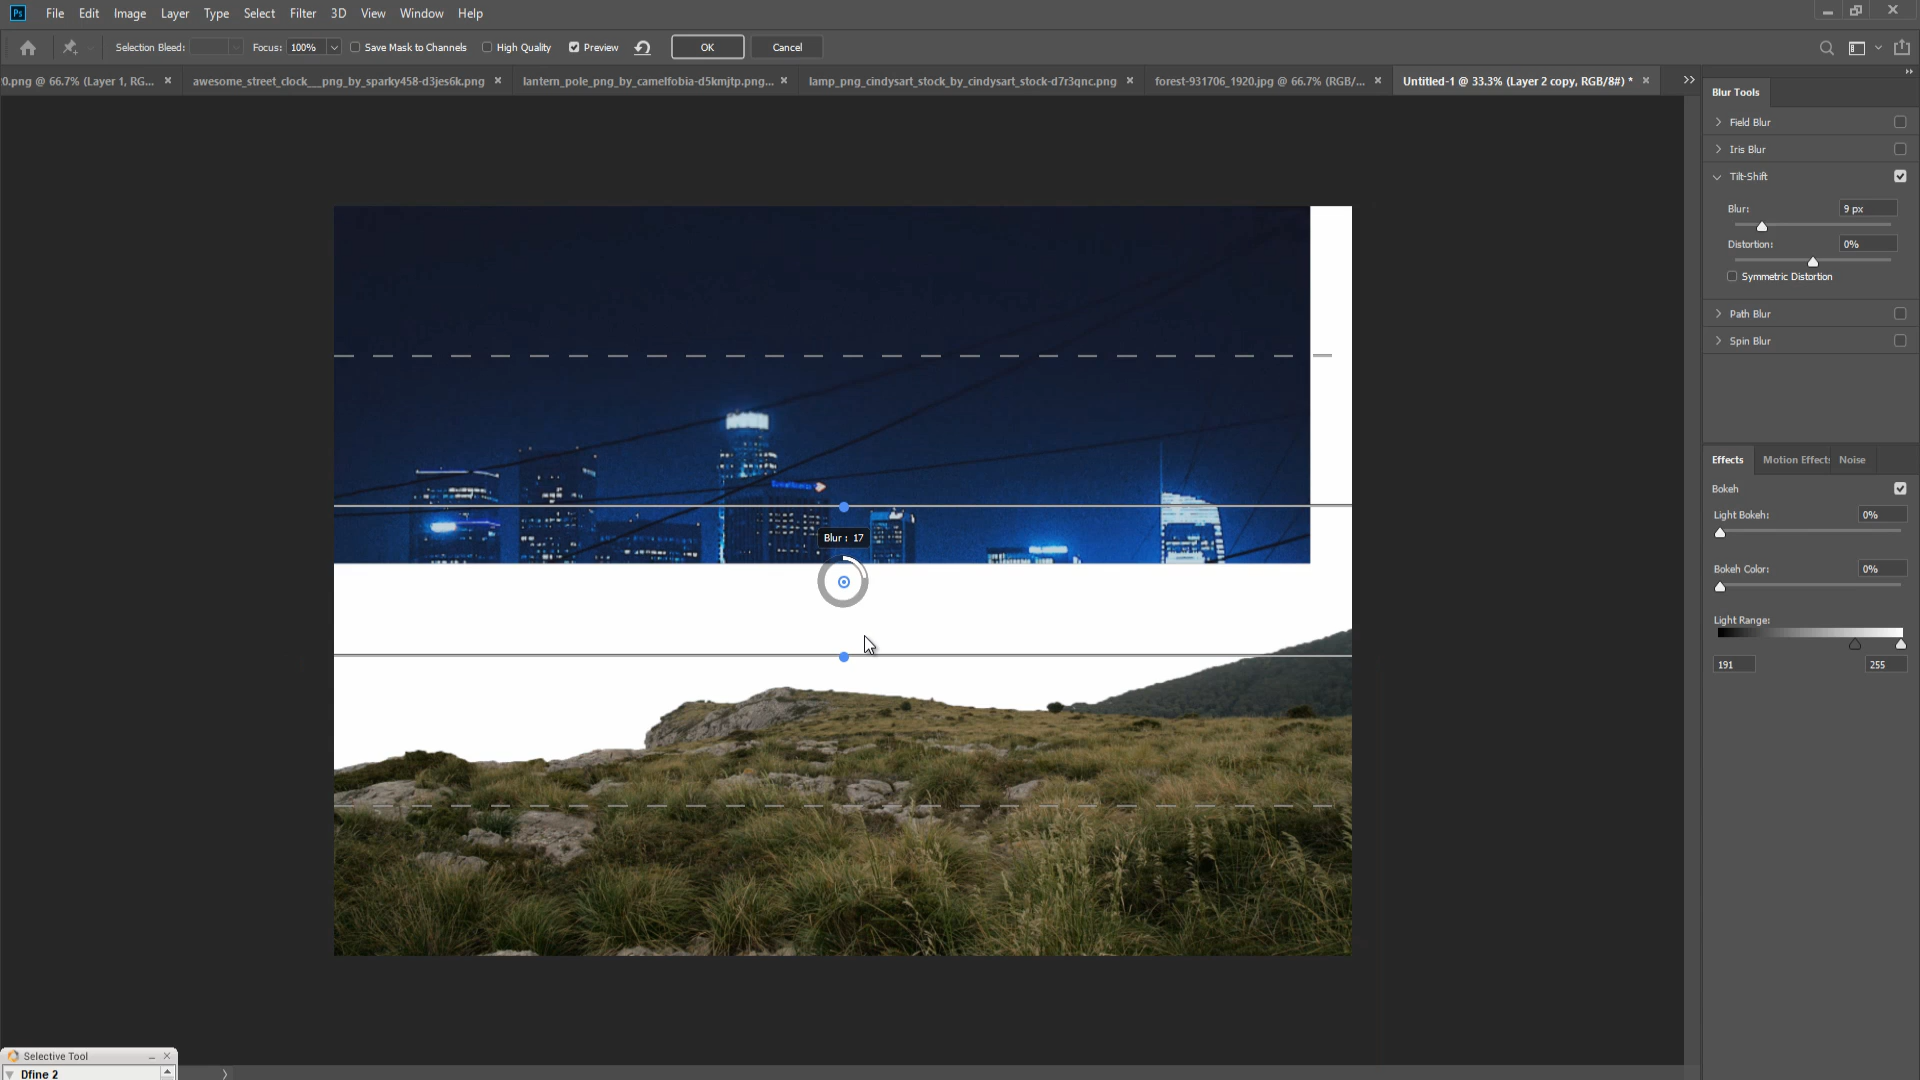 Ps File Edit Image Layer Type Select Filter 3D View Window Help
Selection Bleed: Focus: 100% Save Mask to Channels High Quality Preview OK Cancel
0.png @ 66.7% (Layer 1, RG... × awesome_street_clock___png_by_sparky458-d3jes6k.png × lantern_pole_png_by_camelfobia-d5kmjtp.png... × lamp_png_cindysart_stock_by_cindysart_stock-d7r3qnc.png × forest-931706_1920.jpg @ 66.7% (RGB/... × Untitled-1 @ 33.3% (Layer 2 copy, RGB/8#) * ×
Blur Tools
Field Blur
Iris Blur
Tilt-Shift
Blur: 9 px
Distortion: 0%
Symmetric Distortion
Path Blur
Spin Blur
Effects Motion Effects Noise
Bokeh
Light Bokeh: 0%
Bokeh Color: 0%
Light Range:
191 255
Blur : 17
Selective Tool
Dfine 2